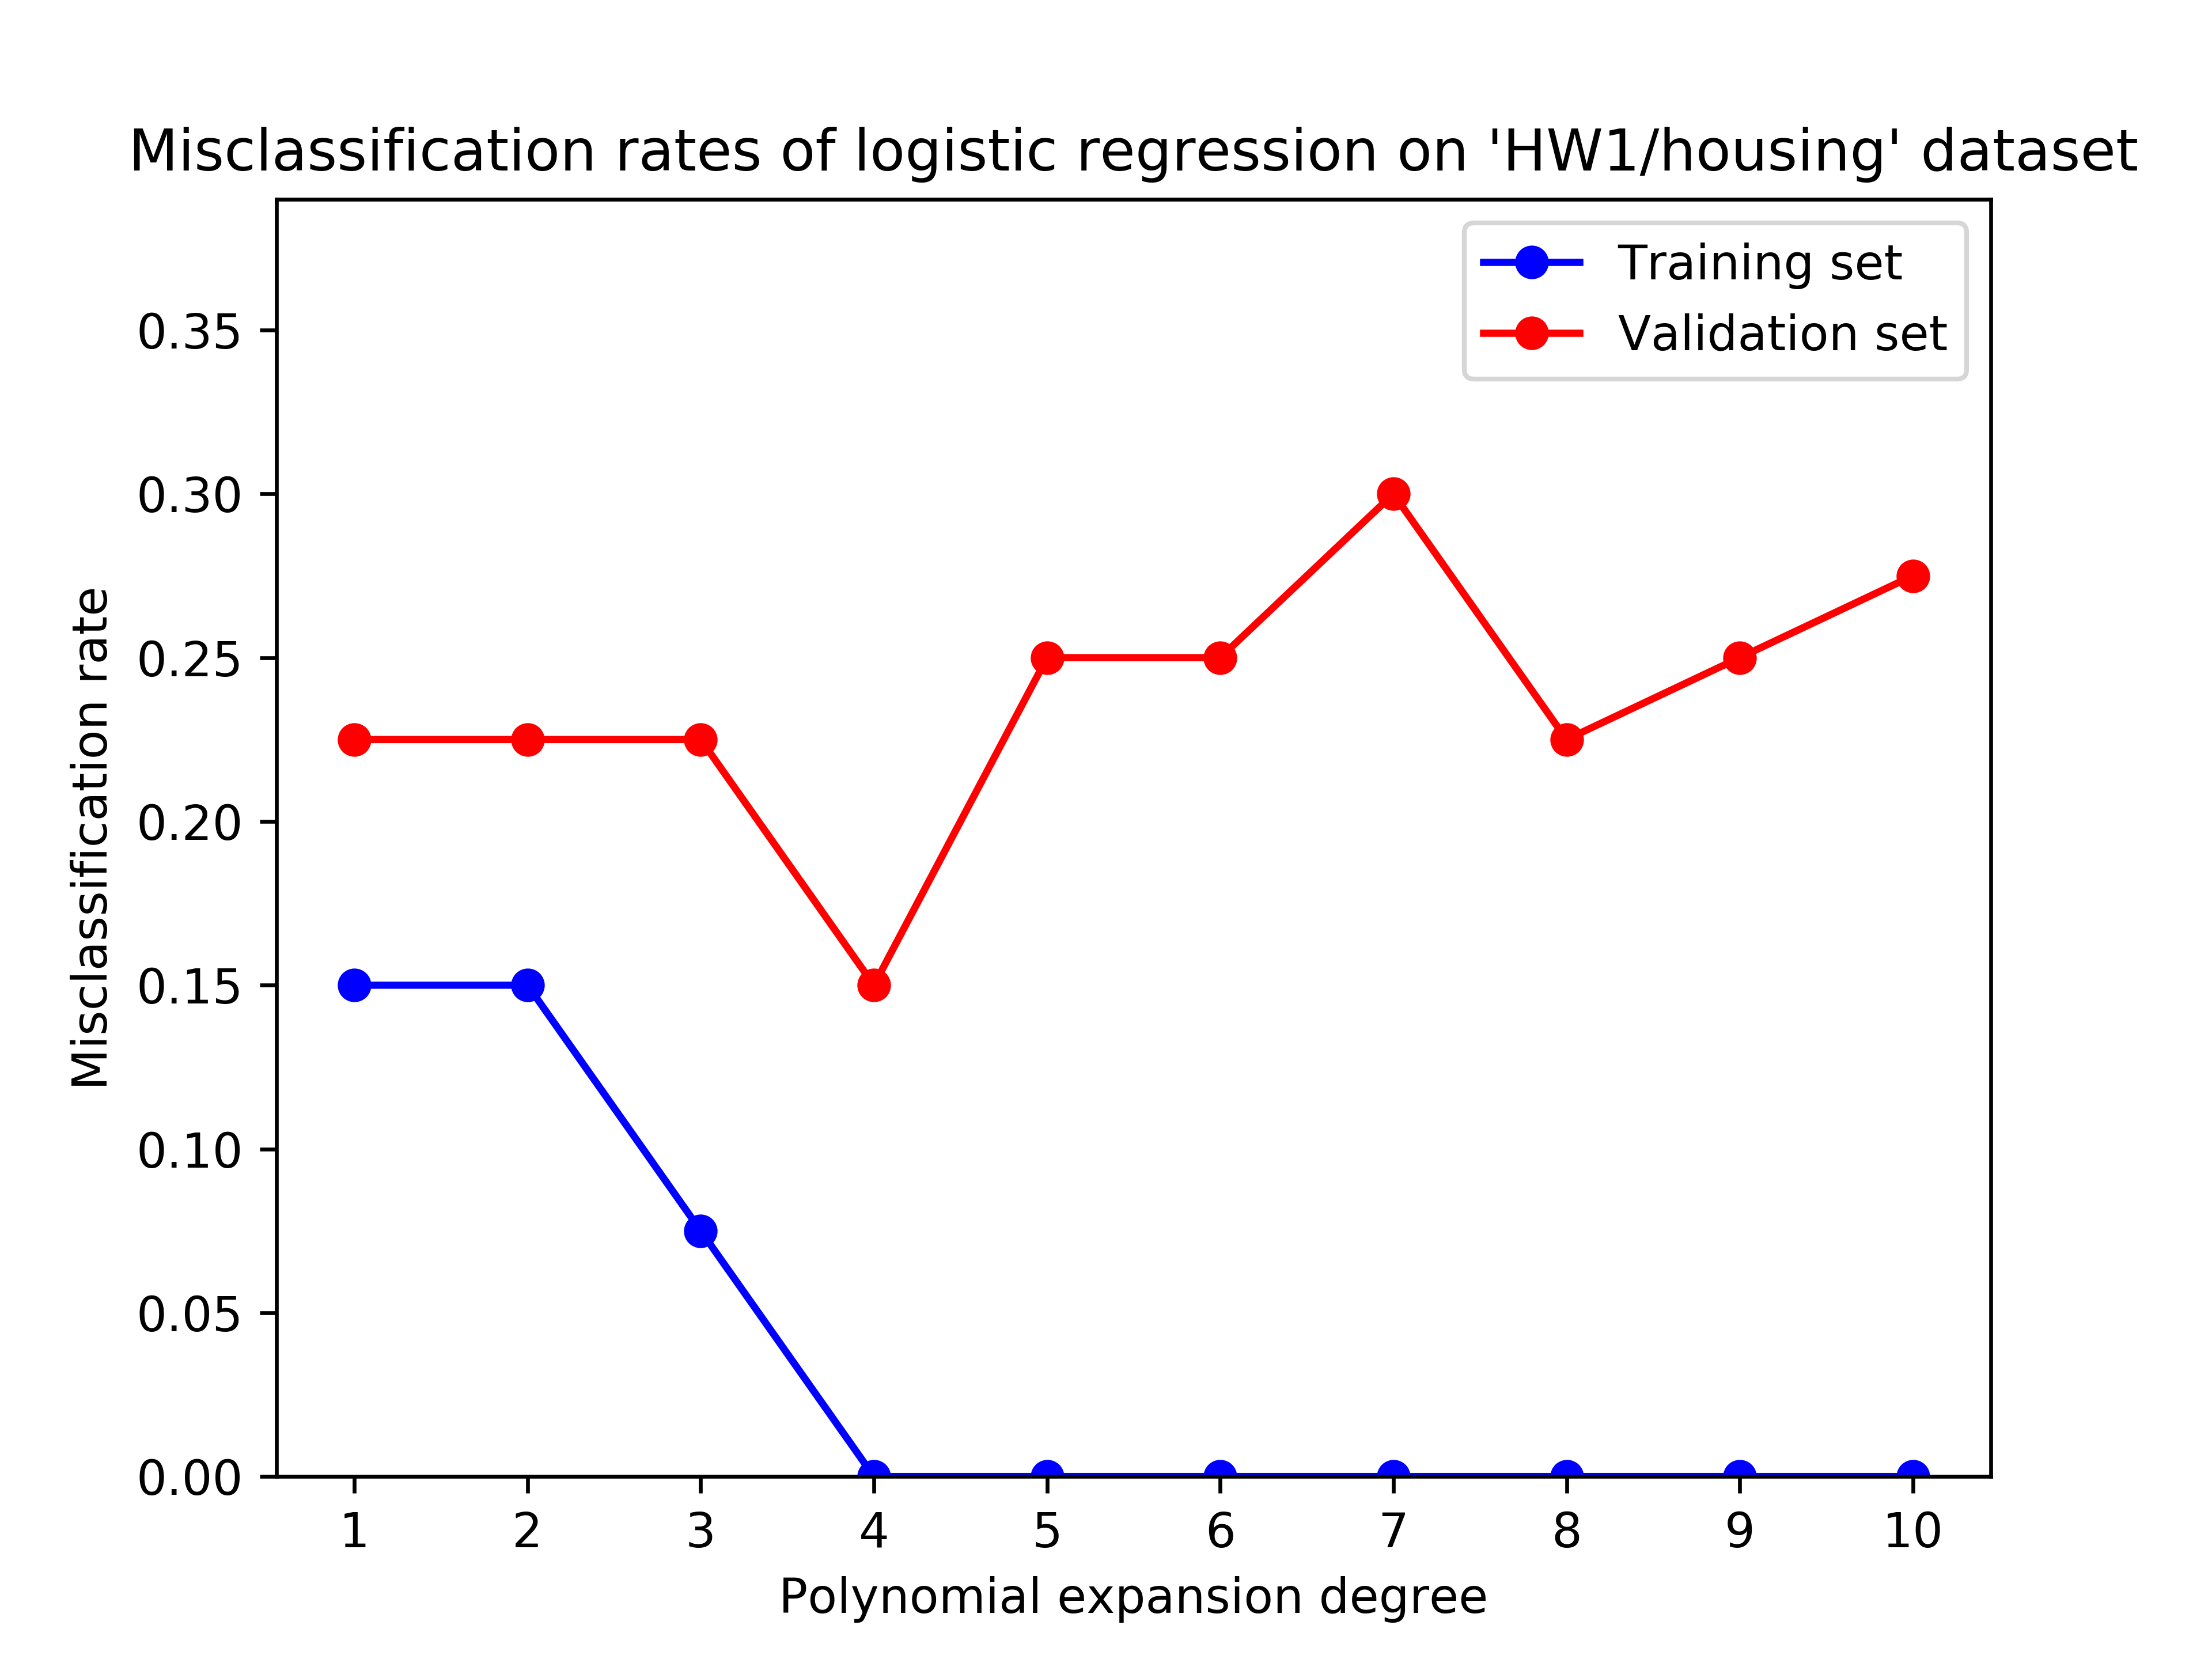 Misclassification rates of logistic regression on 'HW1/housing' dataset
Training set
Validation set
Misclassification rate
0.35
0.30
0.25
0.20
0.15
0.10
0.05
0.00
1 2 3 4 5 6 7 8 9 10
Polynomial expansion degree